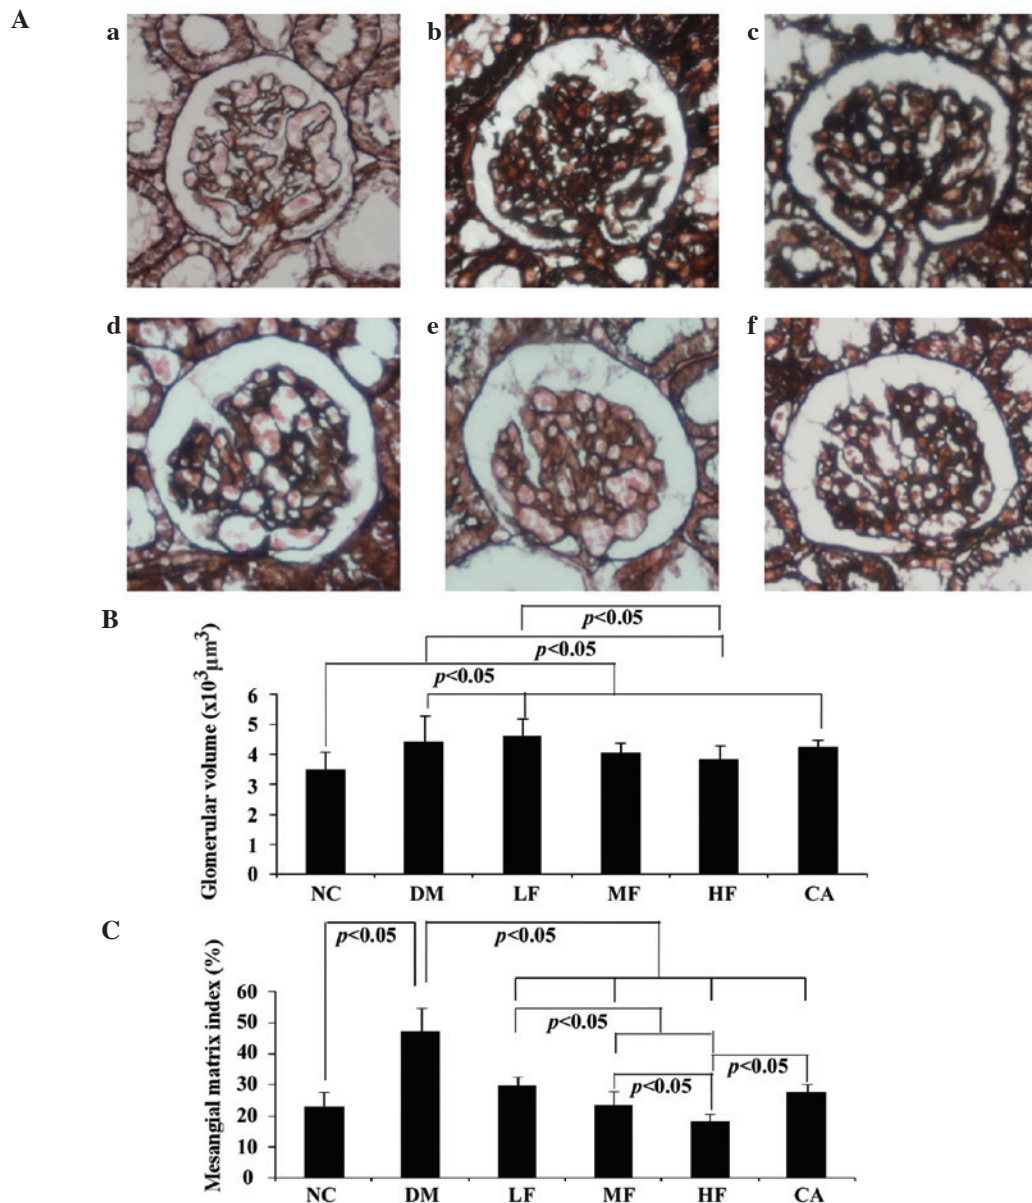 A
a
b
c
d
e
f
B
p<0.05
p<0.05
p<0.05
Glomerular volume (x10³µm³)
6
5
4
3
2
1
0
NC DM LF MF HF CA
C
p<0.05 p<0.05
Mesangial matrix index (%)
60
50
40
30
20
10
0
p<0.05
p<0.05
p<0.05
NC DM LF MF HF CA